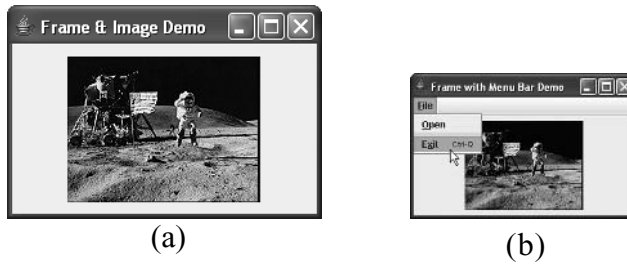 Frame & Image Demo
Frame with Menu Bar Demo
File
Open
Exit Ctrl-Q
(a)
(b)